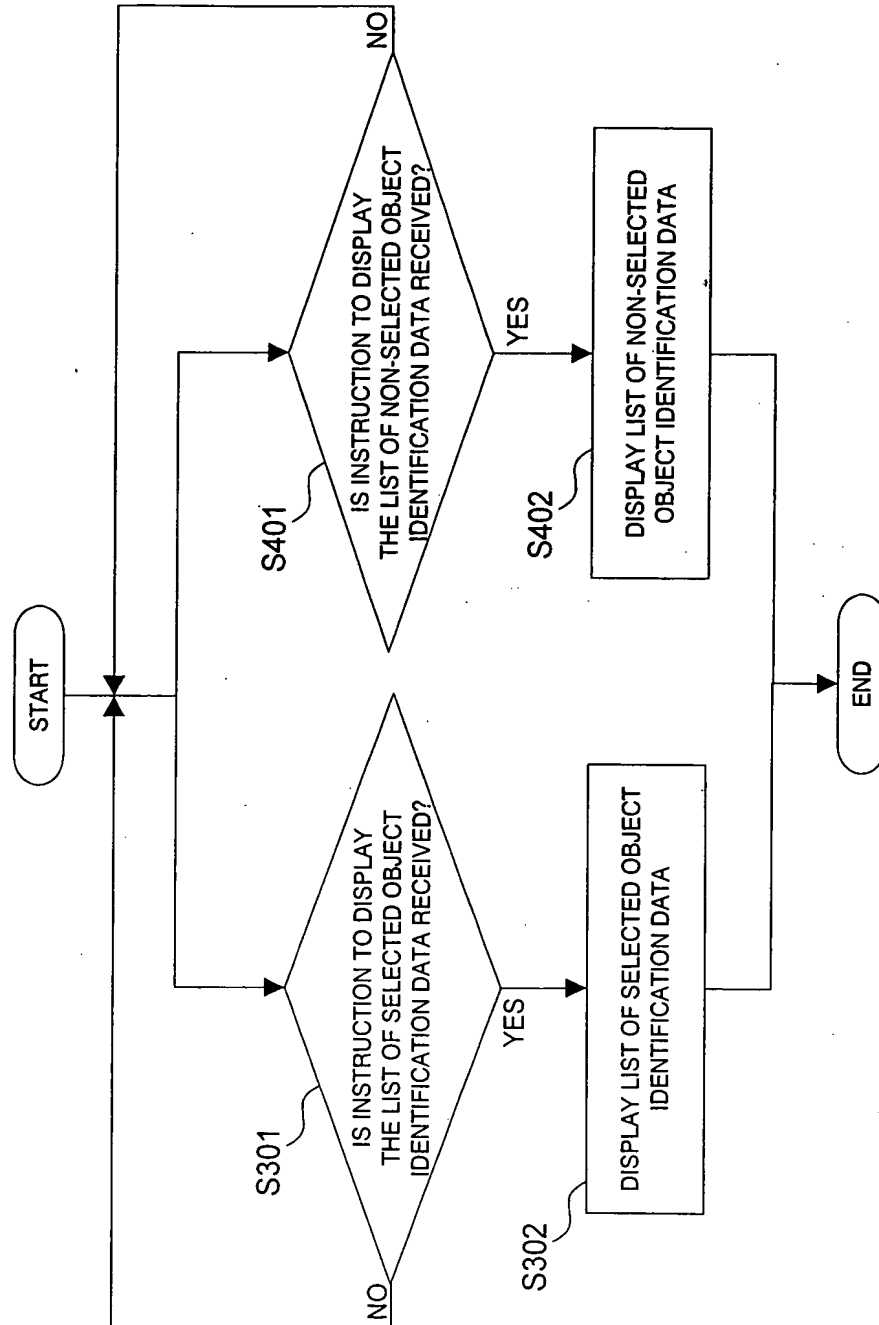 START
S301
IS INSTRUCTION TO DISPLAY
THE LIST OF SELECTED OBJECT
IDENTIFICATION DATA RECEIVED?
NO
YES
S302
DISPLAY LIST OF SELECTED OBJECT
IDENTIFICATION DATA
S401
IS INSTRUCTION TO DISPLAY
THE LIST OF NON-SELECTED OBJECT
IDENTIFICATION DATA RECEIVED?
NO
YES
S402
DISPLAY LIST OF NON-SELECTED
OBJECT IDENTIFICATION DATA
END